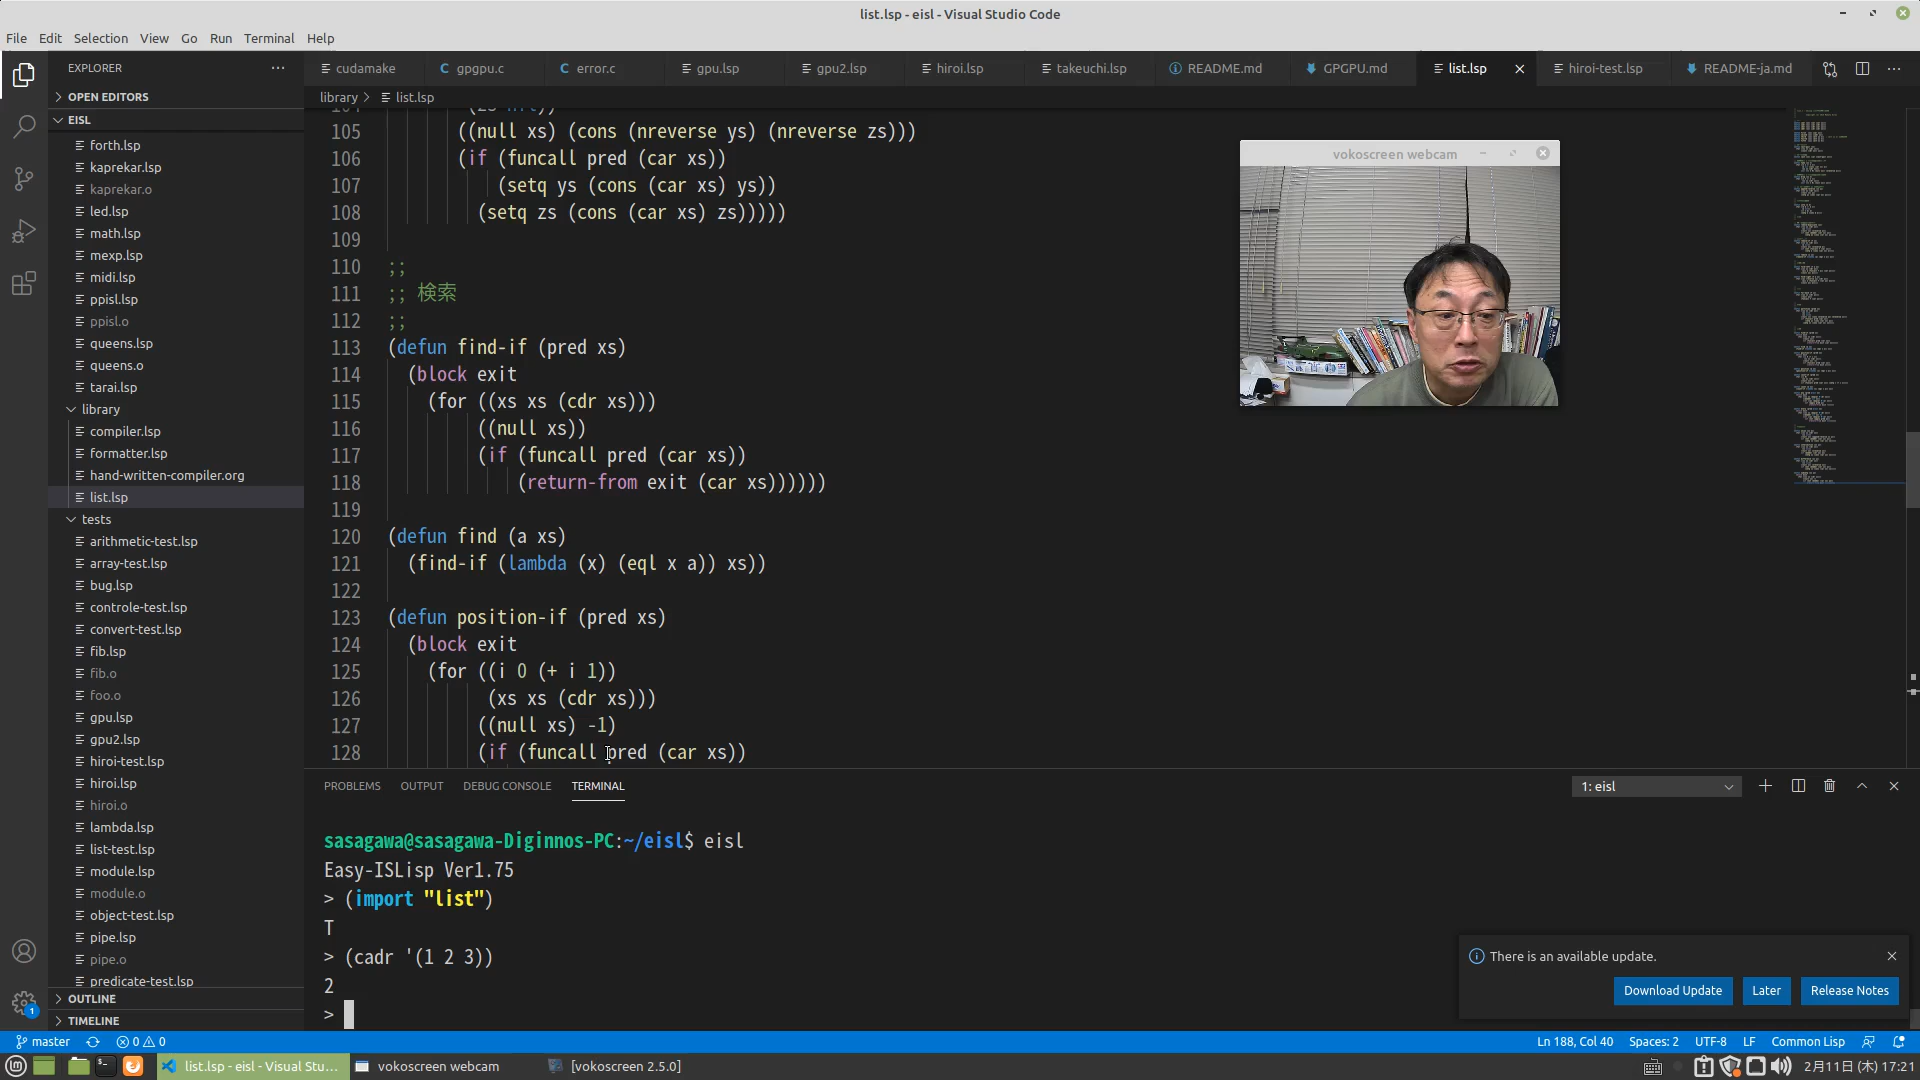 list.lsp - eisl - Visual Studio Code
File Edit Selection View Go Run Terminal Help
EXPLORER
OPEN EDITORS
EISL
forth.lsp
kaprekar.lsp
kaprekar.o
led.lsp
math.lsp
mexp.lsp
midi.lsp
ppisl.lsp
ppisl.o
queens.lsp
queens.o
tarai.lsp
library
compiler.lsp
formatter.lsp
hand-written-compiler.org
list.lsp
tests
arithmetic-test.lsp
array-test.lsp
bug.lsp
controle-test.lsp
convert-test.lsp
fib.lsp
fib.o
foo.o
gpu.lsp
gpu2.lsp
hiroi-test.lsp
hiroi.lsp
hiroi.o
lambda.lsp
list-test.lsp
module.lsp
module.o
object-test.lsp
pipe.lsp
pipe.o
predicate-test.lsp
OUTLINE
TIMELINE
cudamake C gpgpu.c C error.c gpu.lsp gpu2.lsp hiroi.lsp takeuchi.lsp README.md GPGPU.md list.lsp hiroi-test.lsp README-ja.md
library > list.lsp
105 ((null xs) (cons (nreverse ys) (nreverse zs)))
106 (if (funcall pred (car xs))
107 (setq ys (cons (car xs) ys))
108 (setq zs (cons (car xs) zs)))))
109
110 ;;
111 ;; 検索
112 ;;
113 (defun find-if (pred xs)
114 (block exit
115 (for ((xs xs (cdr xs)))
116 ((null xs))
117 (if (funcall pred (car xs))
118 (return-from exit (car xs))))))
119
120 (defun find (a xs)
121 (find-if (lambda (x) (eql x a)) xs))
122
123 (defun position-if (pred xs)
124 (block exit
125 (for ((i 0 (+ i 1))
126 (xs xs (cdr xs)))
127 ((null xs) -1)
128 (if (funcall pred (car xs))
vokoscreen webcam
PROBLEMS OUTPUT DEBUG CONSOLE TERMINAL 1: eisl
sasagawa@sasagawa-Diginnos-PC:~/eisl$ eisl
Easy-ISLisp Ver1.75
> (import "list")
T
> (cadr '(1 2 3))
2
>
There is an available update.
Download Update Later Release Notes
1
master 0 0 Ln 188, Col 40 Spaces: 2 UTF-8 LF Common Lisp
list.lsp - eisl - Visual Stu... vokoscreen webcam [vokoscreen 2.5.0] 2月11日 (木) 17:21